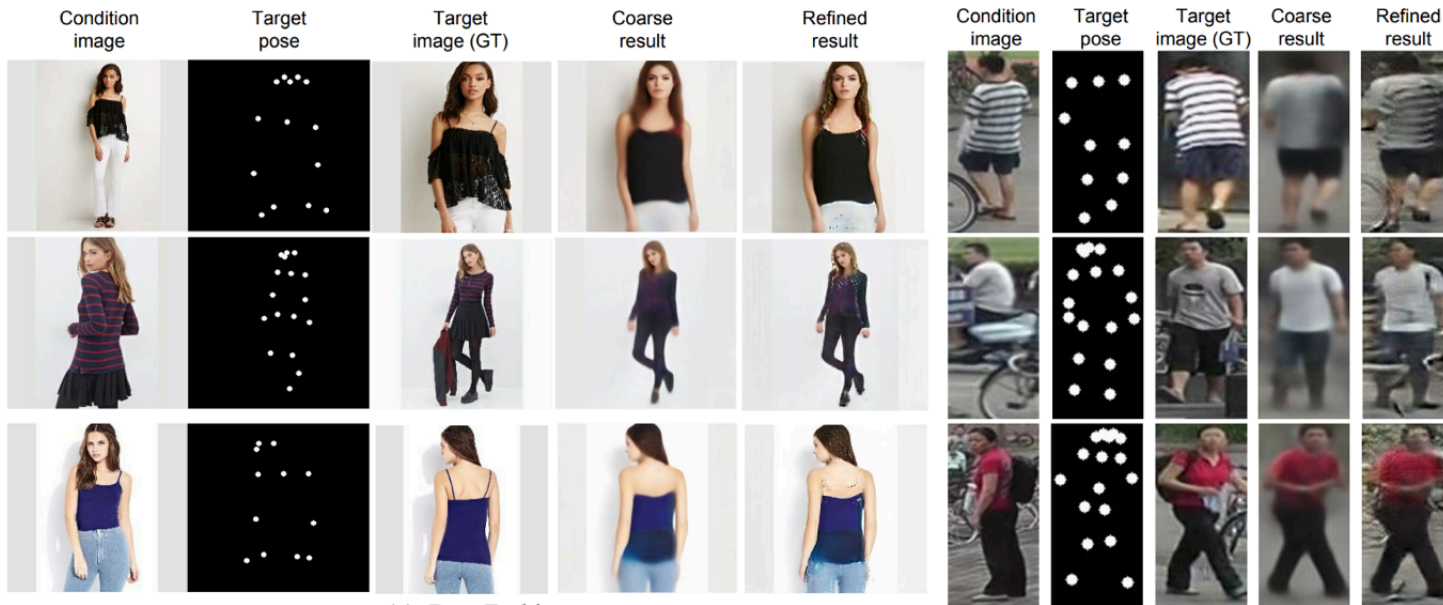 Condition image
Target pose
Target image (GT)
Coarse result
Refined result
Condition image
Target pose
Target image (GT)
Coarse result
Refined result